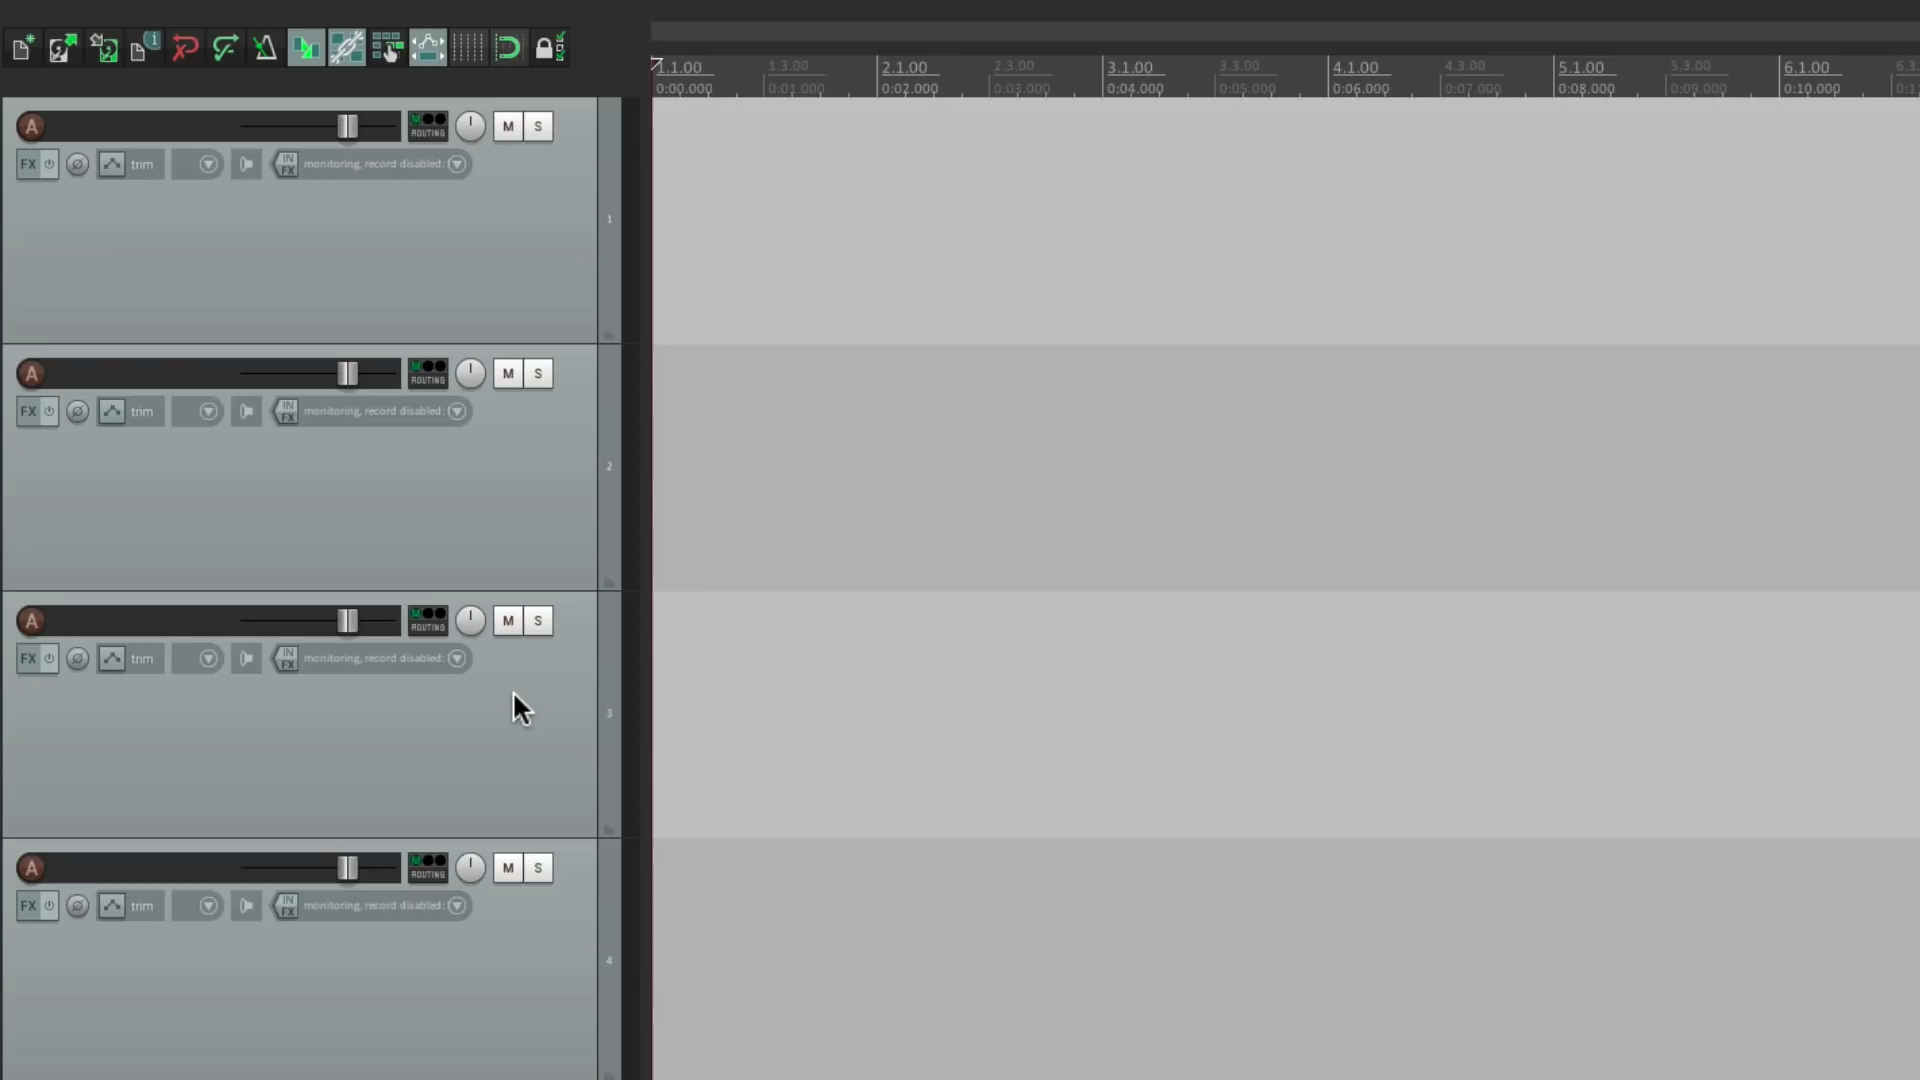 1.1.00 1.3.00 2.1.00 2.3.00 3.1.00 3.3.00 4.1.00 4.3.00 5.1.00 5.3.00 6.1.00
0:00.000 0:01.000 0:02.000 0:03.000 0:04.000 0:05.000 0:06.000 0:07.000 0:08.000 0:09.000 0:10.000
A ROUTING M S
FX trim IN FX monitoring, record disabled:
1
A ROUTING M S
FX trim IN FX monitoring, record disabled:
2
A ROUTING M S
FX trim IN FX monitoring, record disabled:
3
A ROUTING M S
FX trim IN FX monitoring, record disabled:
4